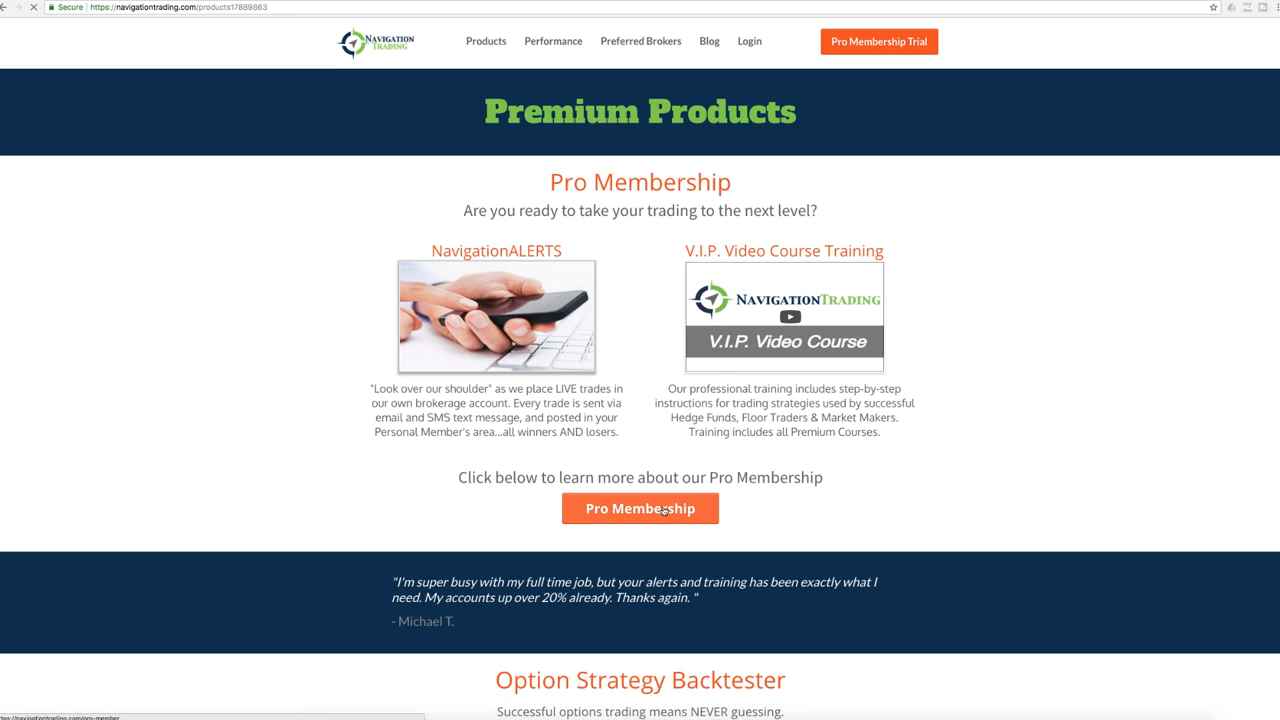 Secure https://navigationtrading.com/products17889863
NAVIGATION
TRADING
Products Performance Preferred Brokers Blog Login Pro Membership Trial
Premium Products
Pro Membership
Are you ready to take your trading to the next level?
NavigationALERTS
"Look over our shoulder" as we place LIVE trades in
our own brokerage account. Every trade is sent via
email and SMS text message, and posted in your
Personal Member's area...all winners AND losers.
V.I.P. Video Course Training
NAVIGATIONTRADING
V.I.P. Video Course
Our professional training includes step-by-step
instructions for trading strategies used by successful
Hedge Funds, Floor Traders & Market Makers.
Training includes all Premium Courses.
Click below to learn more about our Pro Membership
Pro Membership
"I'm super busy with my full time job, but your alerts and training has been exactly what I
need. My accounts up over 20% already. Thanks again. "
- Michael T.
Option Strategy Backtester
Successful options trading means NEVER guessing.